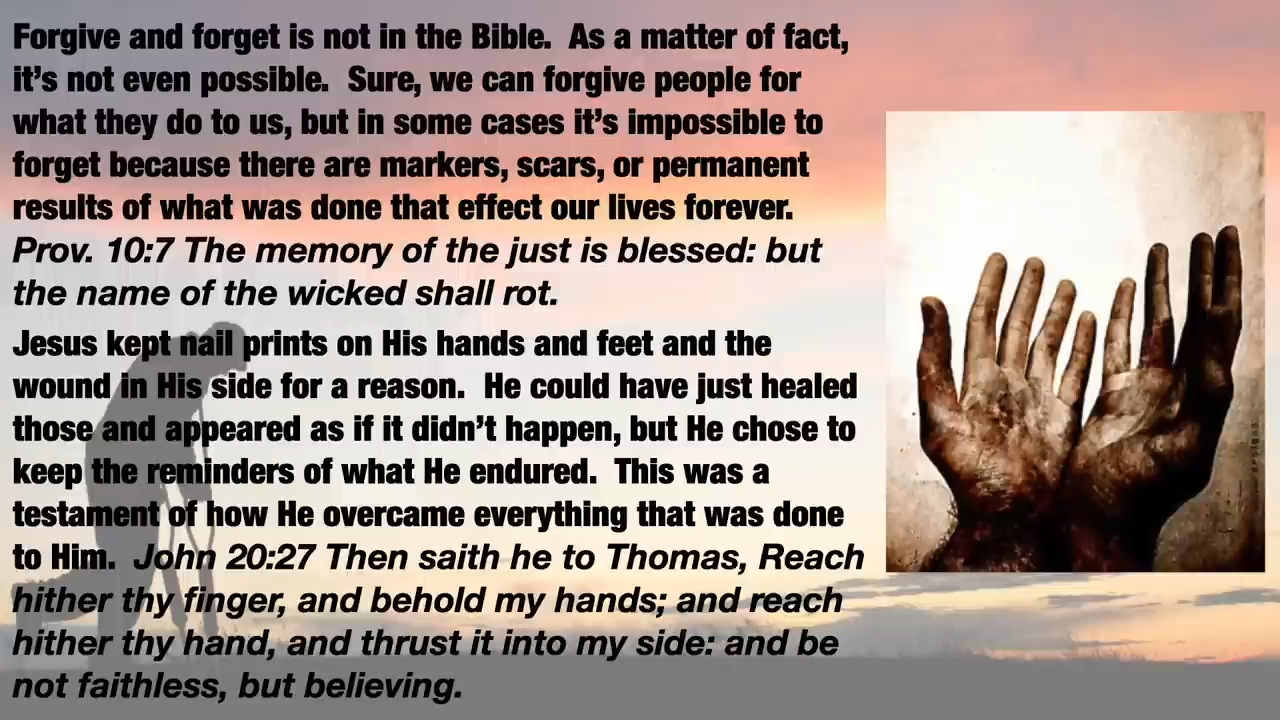 Forgive and forget is not in the Bible.  As a matter of fact,
it's not even possible.  Sure, we can forgive people for
what they do to us, but in some cases it's impossible to
forget because there are markers, scars, or permanent
results of what was done that effect our lives forever.
Prov. 10:7 The memory of the just is blessed: but
the name of the wicked shall rot.
Jesus kept nail prints on His hands and feet and the
wound in His side for a reason.  He could have just healed
those and appeared as if it didn't happen, but He chose to
keep the reminders of what He endured.  This was a
testament of how He overcame everything that was done
to Him.  John 20:27 Then saith he to Thomas, Reach
hither thy finger, and behold my hands; and reach
hither thy hand, and thrust it into my side: and be
not faithless, but believing.